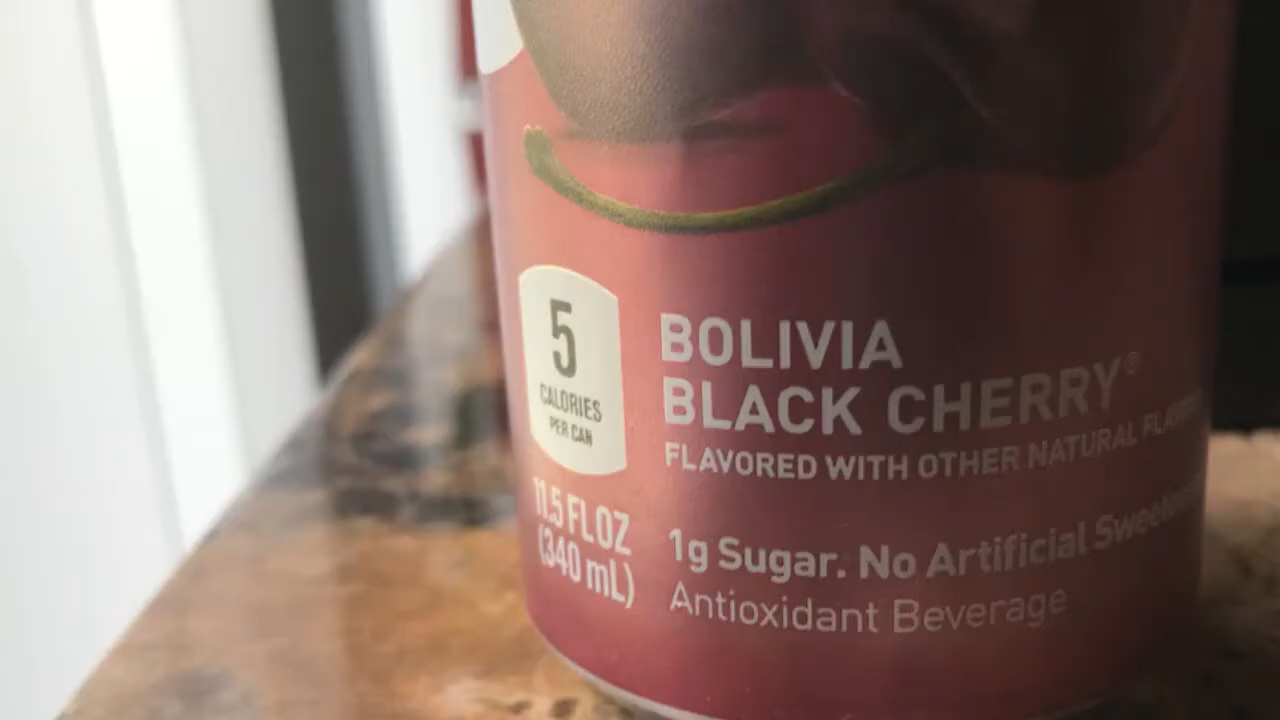 5
CALORIES
PER CAN
11.5 FL OZ
(340 mL)
BOLIVIA
BLACK CHERRY®
FLAVORED WITH OTHER NATURAL
1g Sugar. No Artificial
Antioxidant Beverage